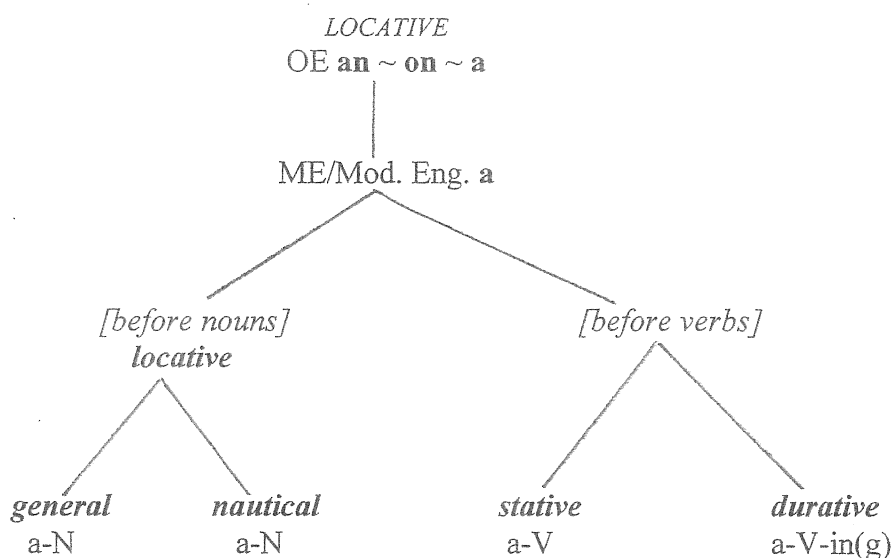 LOCATIVE
OE an ~ on ~ a
ME/Mod. Eng. a
[before nouns]
locative
[before verbs]
general
a-N
nautical
a-N
stative
a-V
durative
a-V-in(g)